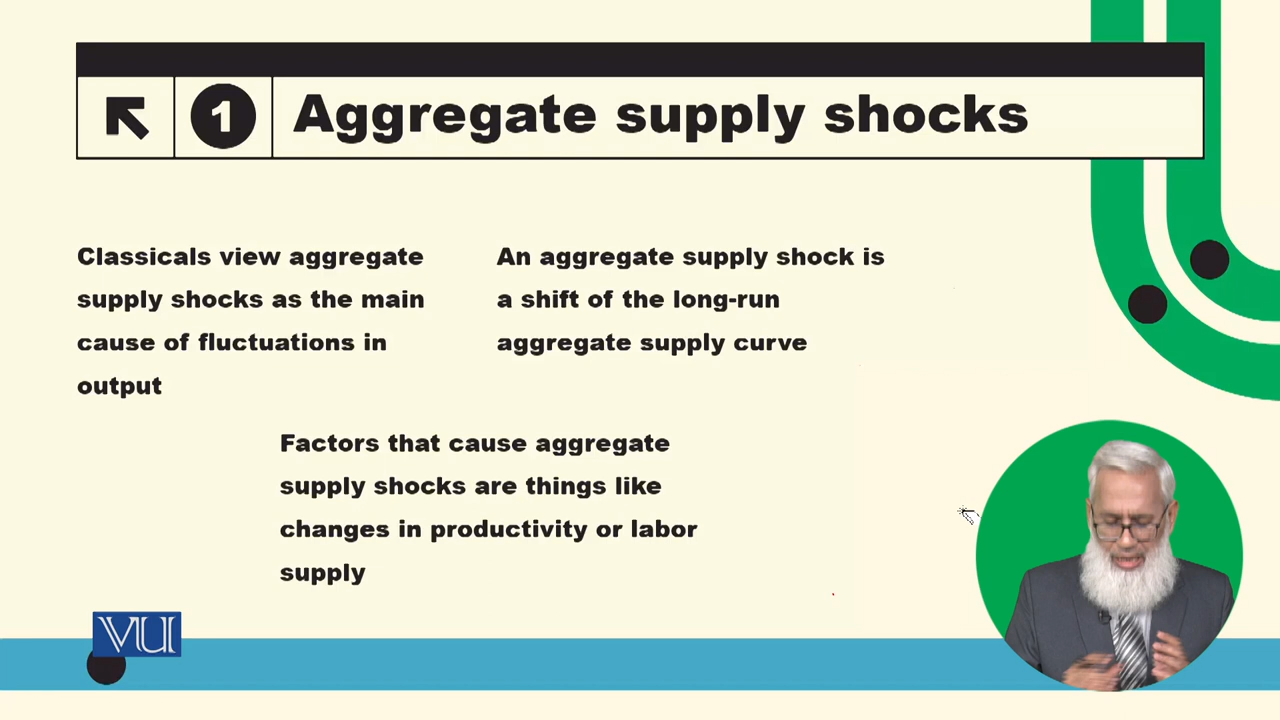 1
Aggregate supply shocks
Classicals view aggregate
supply shocks as the main
cause of fluctuations in
output
An aggregate supply shock is
a shift of the long-run
aggregate supply curve
Factors that cause aggregate
supply shocks are things like
changes in productivity or labor
supply
VU